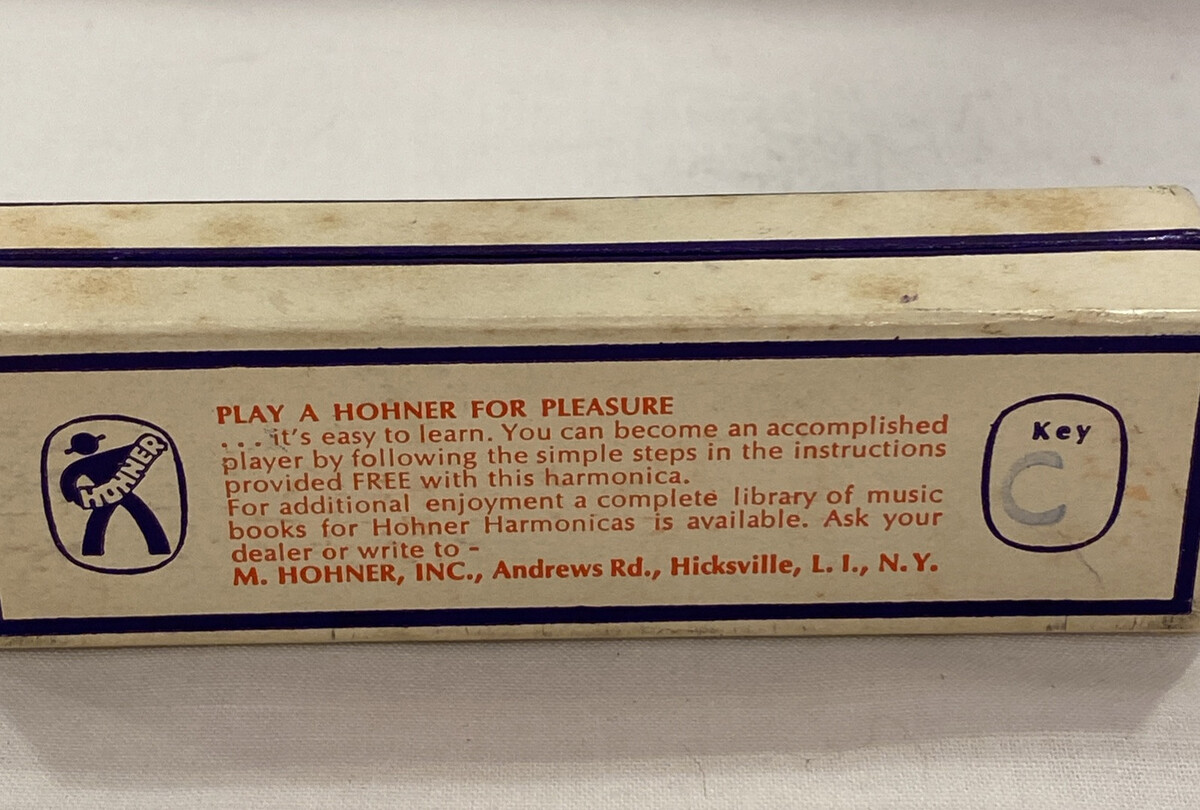 PLAY A HOHNER FOR PLEASURE
...it's easy to learn. You can become an accomplished
player by following the simple steps in the instructions
provided FREE with this harmonica.
For additional enjoyment a complete library of music
books for Hohner Harmonicas is available. Ask your
dealer or write to -
M. HOHNER, INC., Andrews Rd., Hicksville, L. I., N. Y.
HOHNER
Key
C